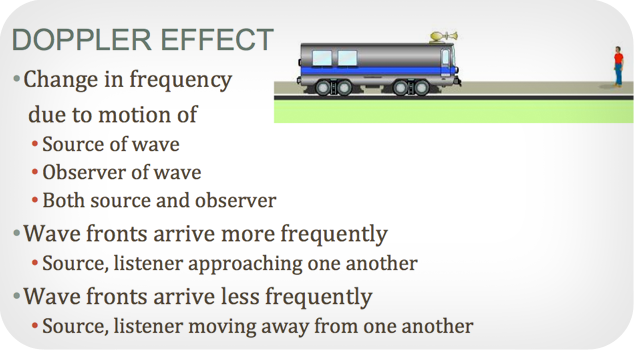 DOPPLER EFFECT
•Change in frequency
due to motion of
•Source of wave
•Observer of wave
•Both source and observer
•Wave fronts arrive more frequently
•Source, listener approaching one another
•Wave fronts arrive less frequently
•Source, listener moving away from one another